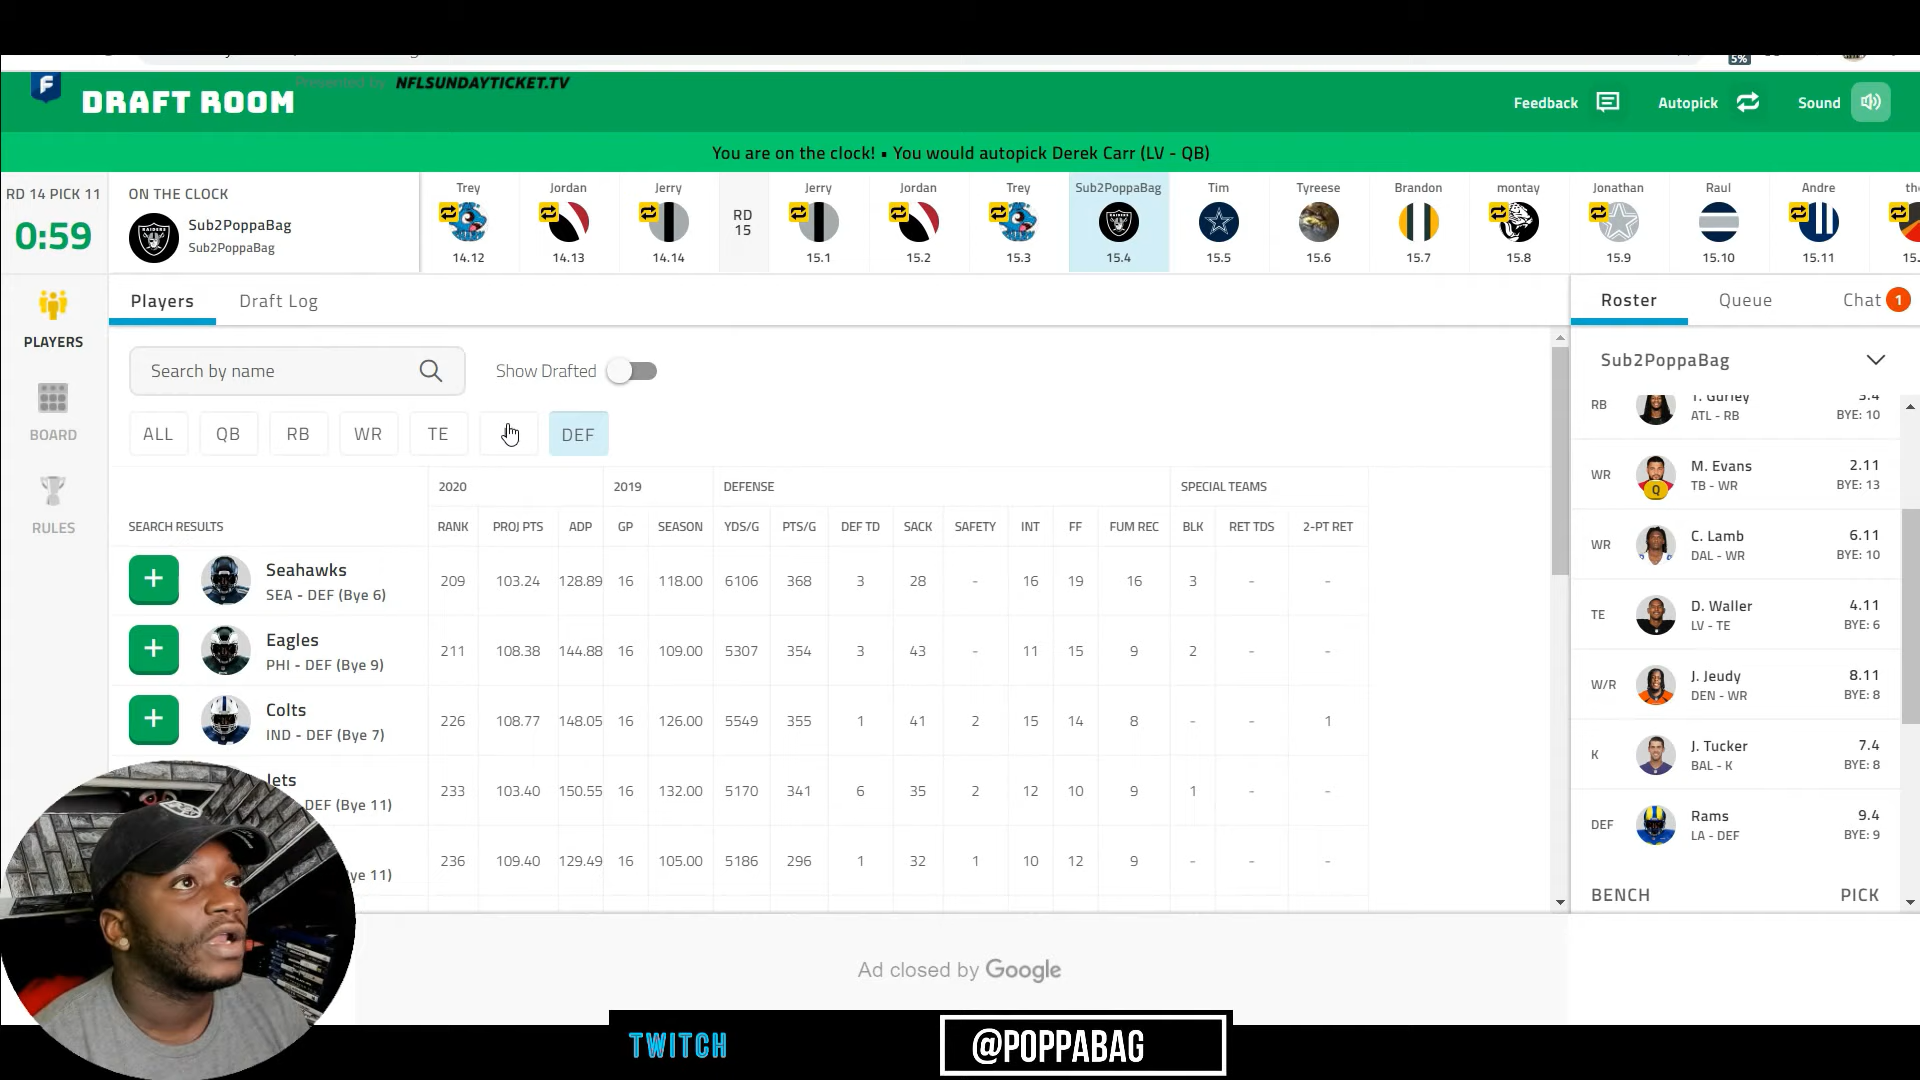 5%
Presented by NFLSUNDAYTICKET.TV
F
DRAFT ROOM
Feedback
Autopick
Sound
You are on the clock! • You would autopick Derek Carr (LV - QB)
RD 14 PICK 11
0:59
ON THE CLOCK
Sub2PoppaBag
Sub2PoppaBag
Trey
14.12
Jordan
14.13
Jerry
14.14
RD
15
Jerry
15.1
Jordan
15.2
Trey
15.3
Sub2PoppaBag
15.4
Tim
15.5
Tyreese
15.6
Brandon
15.7
montay
15.8
Jonathan
15.9
Raul
15.10
Andre
15.11
th
15.
PLAYERS
BOARD
RULES
Players
Draft Log
Search by name
Show Drafted
ALL QB RB WR TE DEF
2020 2019 DEFENSE SPECIAL TEAMS
SEARCH RESULTS RANK PROJ PTS ADP GP SEASON YDS/G PTS/G DEF TD SACK SAFETY INT FF FUM REC BLK RET TDS 2-PT RET
+ Seahawks
SEA - DEF (Bye 6)
209 103.24 128.89 16 118.00 6106 368 3 28 - 16 19 16 3 - -
+ Eagles
PHI - DEF (Bye 9)
211 108.38 144.88 16 109.00 5307 354 3 43 - 11 15 9 2 - -
+ Colts
IND - DEF (Bye 7)
226 108.77 148.05 16 126.00 5549 355 1 41 2 15 14 8 - - 1
Jets
DEF (Bye 11)
233 103.40 150.55 16 132.00 5170 341 6 35 2 12 10 9 1 - -
ye 11)
236 109.40 129.49 16 105.00 5186 296 1 32 1 10 12 9 - - -
Roster
Queue
Chat 1
Sub2PoppaBag
RB T. Gurley 5.4
ATL - RB BYE: 10
WR Q M. Evans 2.11
TB - WR BYE: 13
WR C. Lamb 6.11
DAL - WR BYE: 10
TE D. Waller 4.11
LV - TE BYE: 6
W/R J. Jeudy 8.11
DEN - WR BYE: 8
K J. Tucker 7.4
BAL - K BYE: 8
DEF Rams 9.4
LA - DEF BYE: 9
BENCH PICK
Ad closed by Google
TWITCH
@POPPABAG